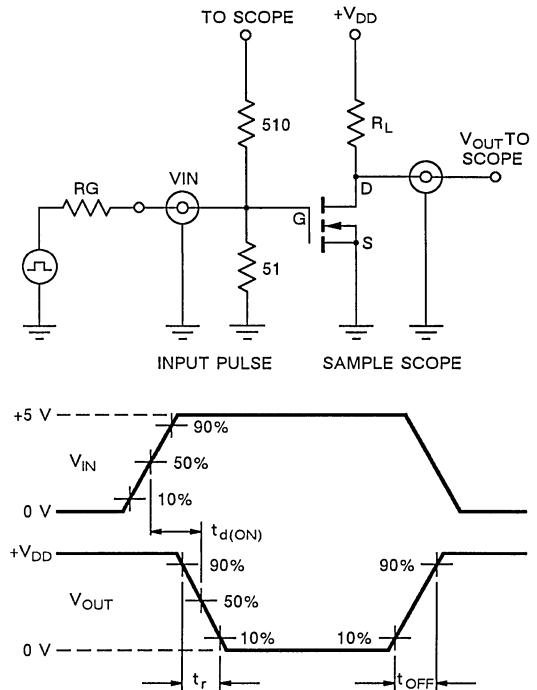 TO SCOPE
+VDD
510
RL
VOUT TO
SCOPE
VIN
RG
D
G
S
51
INPUT PULSE
SAMPLE SCOPE
+5 V
90%
VIN
50%
10%
0 V
td(ON)
+VDD
90%
90%
VOUT
50%
10%
10%
0 V
tr
tOFF